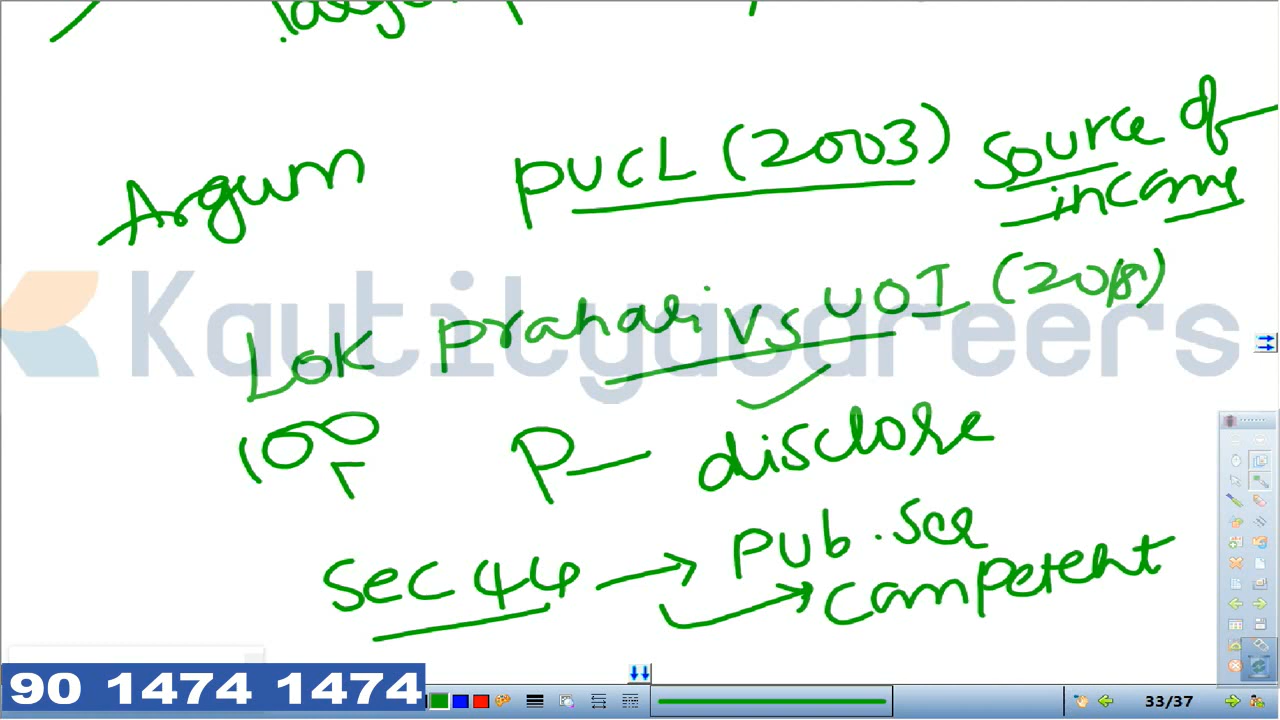 Argum PUCL (2003) Source of
income
Kautilyacareers
Lok prahari vs UOI (2018)
100
P— disclose
Sec 44 → Pub. Ser
→ competent
90 1474 1474
33/37